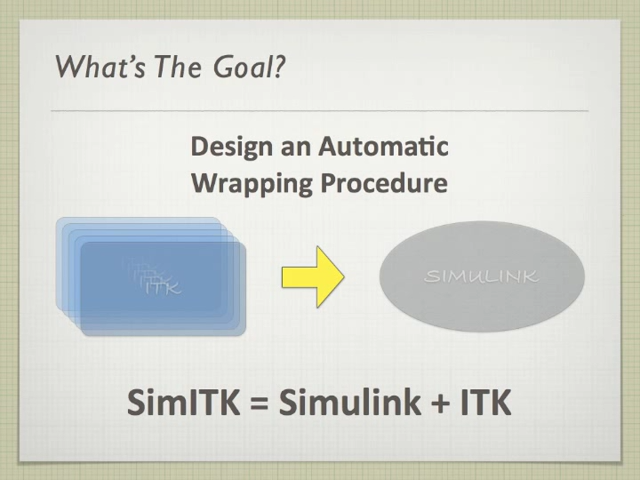 What's The Goal?
Design an Automatic
Wrapping Procedure
ITK
SIMULINK
SimITK = Simulink + ITK